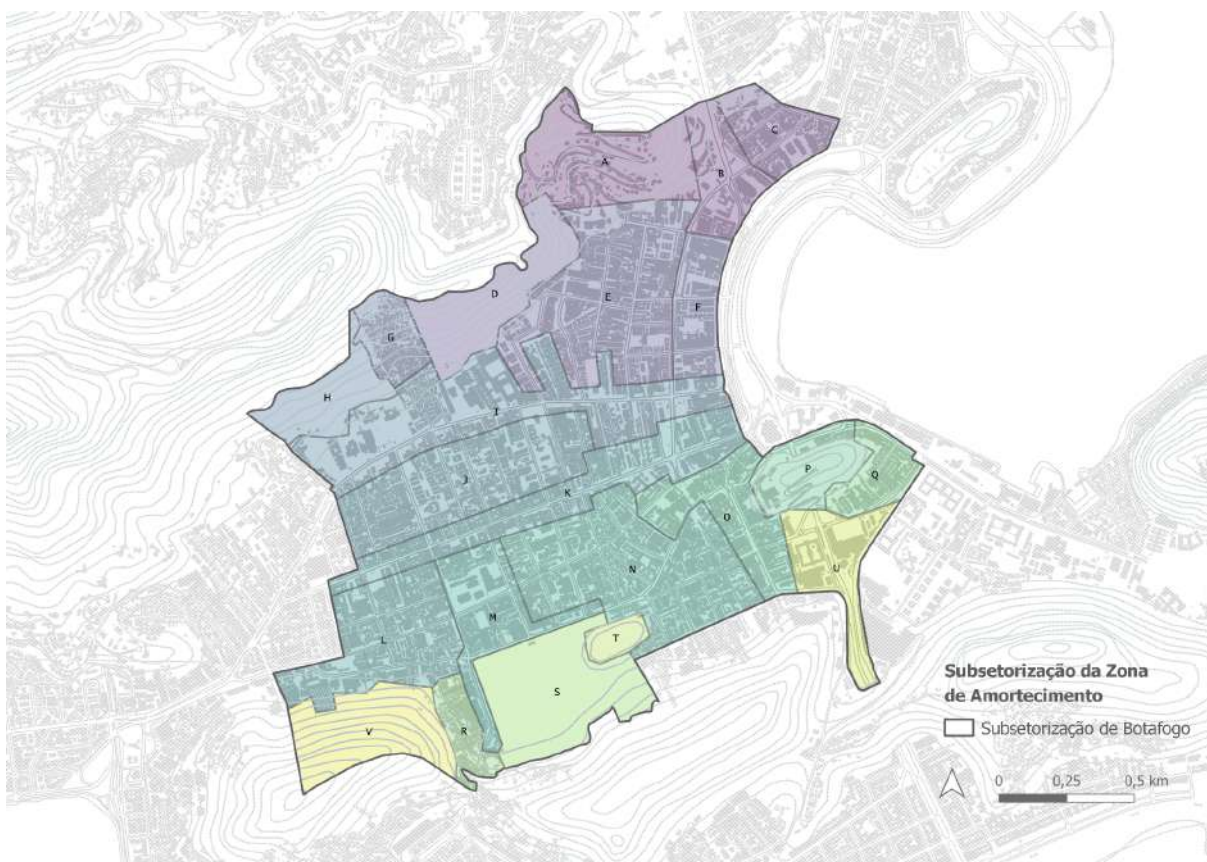 C
A
B
D
E
F
G
H
I
J
P
Q
K
O
N
U
M
L
T
S
V
R
Subsetorização da Zona
de Amortecimento
Subsetorização de Botafogo
0 0,25 0,5 km